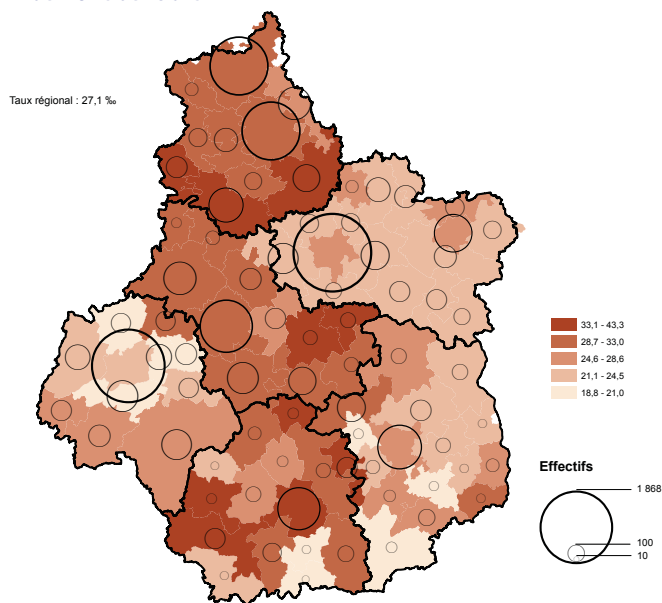 Taux régional : 27,1 ‰
33,1 - 43,3
28,7 - 33,0
24,6 - 28,6
21,1 - 24,5
18,8 - 21,0
Effectifs
1 868
100
10